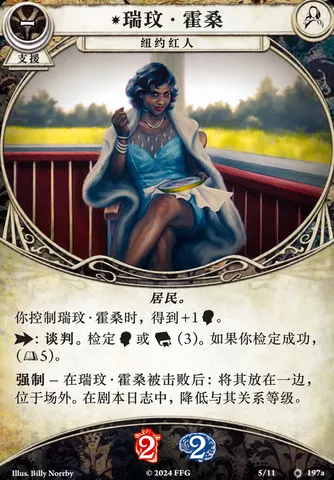 支援
*瑞玟·霍桑
纽约红人
居民。
你控制瑞玟·霍桑时，得到+1。
：谈判。检定或(3)。如果你检定成功，
(5)。
强制 – 在瑞玟·霍桑被击败后：将其放在一边，
位于场外。在剧本日志中，降低与其关系等级。
2 2
Illus. Billy Norrby © 2024 FFG 5/11 197a